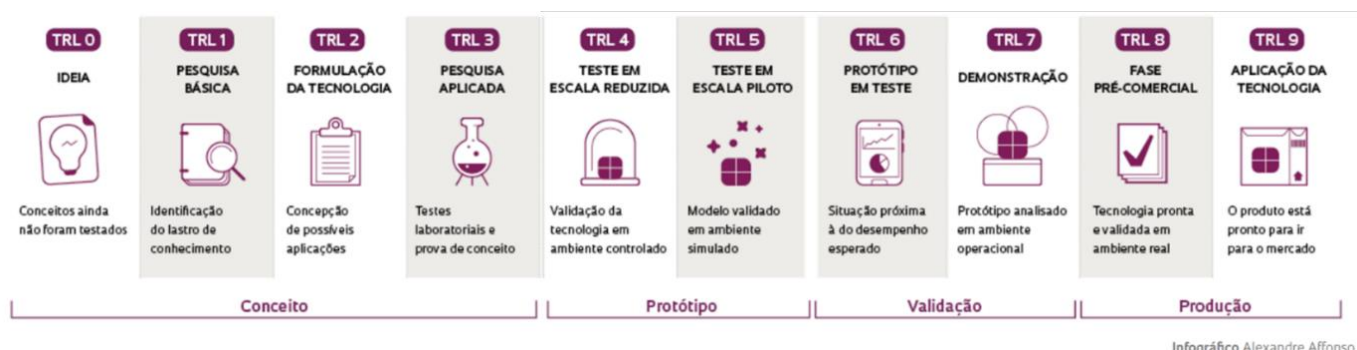 TRL 0
IDEIA
Conceitos ainda
não foram testados
TRL 1
PESQUISA
BÁSICA
Identificação
do lastro de
conhecimento
TRL 2
FORMULAÇÃO
DA TECNOLOGIA
Concepção
de possíveis
aplicações
TRL 3
PESQUISA
APLICADA
Testes
laboratoriais e
prova de conceito
TRL 4
TESTE EM
ESCALA REDUZIDA
Validação da
tecnologia em
ambiente controlado
TRL 5
TESTE EM
ESCALA PILOTO
Modelo validado
em ambiente
simulado
TRL 6
PROTÓTIPO
EM TESTE
Situação próxima
à do desempenho
esperado
TRL 7
DEMONSTRAÇÃO
Protótipo analisado
em ambiente
operacional
TRL 8
FASE
PRÉ-COMERCIAL
Tecnologia pronta
e validada em
ambiente real
TRL 9
APLICAÇÃO DA
TECNOLOGIA
O produto está
pronto para ir
para o mercado
Conceito
Protótipo
Validação
Produção
Infográfico Alexandre Affonso